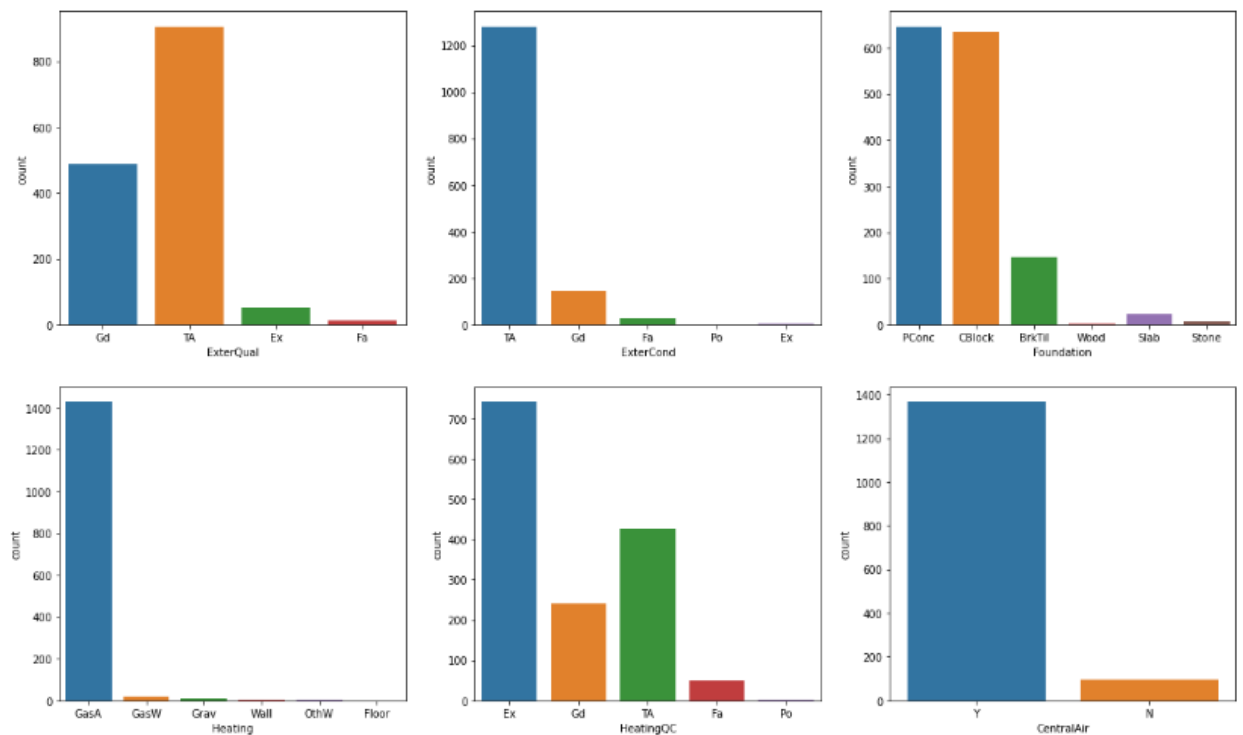 count
800
600
400
200
0
Gd TA Ex Fa
ExterQual
count
1200
1000
800
600
400
200
0
TA Gd Fa Po Ex
ExterCond
count
600
500
400
300
200
100
0
PConc CBlock BrkTil Wood Slab Stone
Foundation
count
1400
1200
1000
800
600
400
200
0
GasA GasW Grav Wall OthW Floor
Heating
count
700
600
500
400
300
200
100
0
Ex Gd TA Fa Po
HeatingQC
count
1400
1200
1000
800
600
400
200
0
Y N
CentralAir